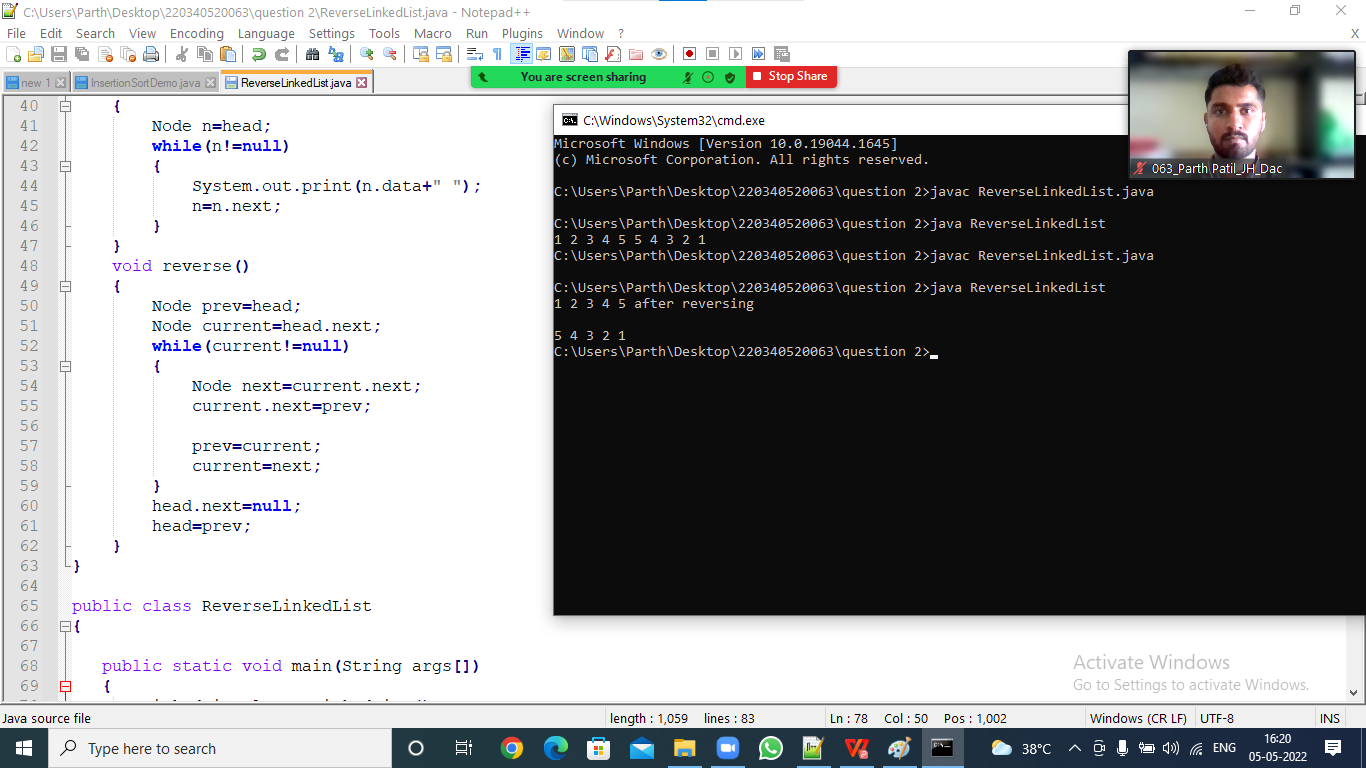 C:\Users\Parth\Desktop\220340520063\question 2\ReverseLinkedList.java - Notepad++
File Edit Search View Encoding Language Settings Tools Macro Run Plugins Window ? X
new 1 InsertionSortDemo.java ReverseLinkedList.java
You are screen sharing Stop Share
40 {
41 Node n=head;
42 while(n!=null)
43 {
44 System.out.print(n.data+" ");
45 n=n.next;
46 }
47 }
48 void reverse()
49 {
50 Node prev=head;
51 Node current=head.next;
52 while(current!=null)
53 {
54 Node next=current.next;
55 current.next=prev;
56
57 prev=current;
58 current=next;
59 }
60 head.next=null;
61 head=prev;
62 }
63 }
64
65 public class ReverseLinkedList
66 {
67
68 public static void main(String args[])
69 {
C:\Windows\System32\cmd.exe
Microsoft Windows [Version 10.0.19044.1645]
(c) Microsoft Corporation. All rights reserved.
C:\Users\Parth\Desktop\220340520063\question 2>javac ReverseLinkedList.java
C:\Users\Parth\Desktop\220340520063\question 2>java ReverseLinkedList
1 2 3 4 5 5 4 3 2 1
C:\Users\Parth\Desktop\220340520063\question 2>javac ReverseLinkedList.java
C:\Users\Parth\Desktop\220340520063\question 2>java ReverseLinkedList
1 2 3 4 5 after reversing
5 4 3 2 1
C:\Users\Parth\Desktop\220340520063\question 2>
063_Parth Patil_JH_Dac
Activate Windows
Go to Settings to activate Windows.
Java source file length : 1,059 lines : 83 Ln : 78 Col : 50 Pos : 1,002 Windows (CR LF) UTF-8 INS
Type here to search 38°C ENG 16:20
05-05-2022